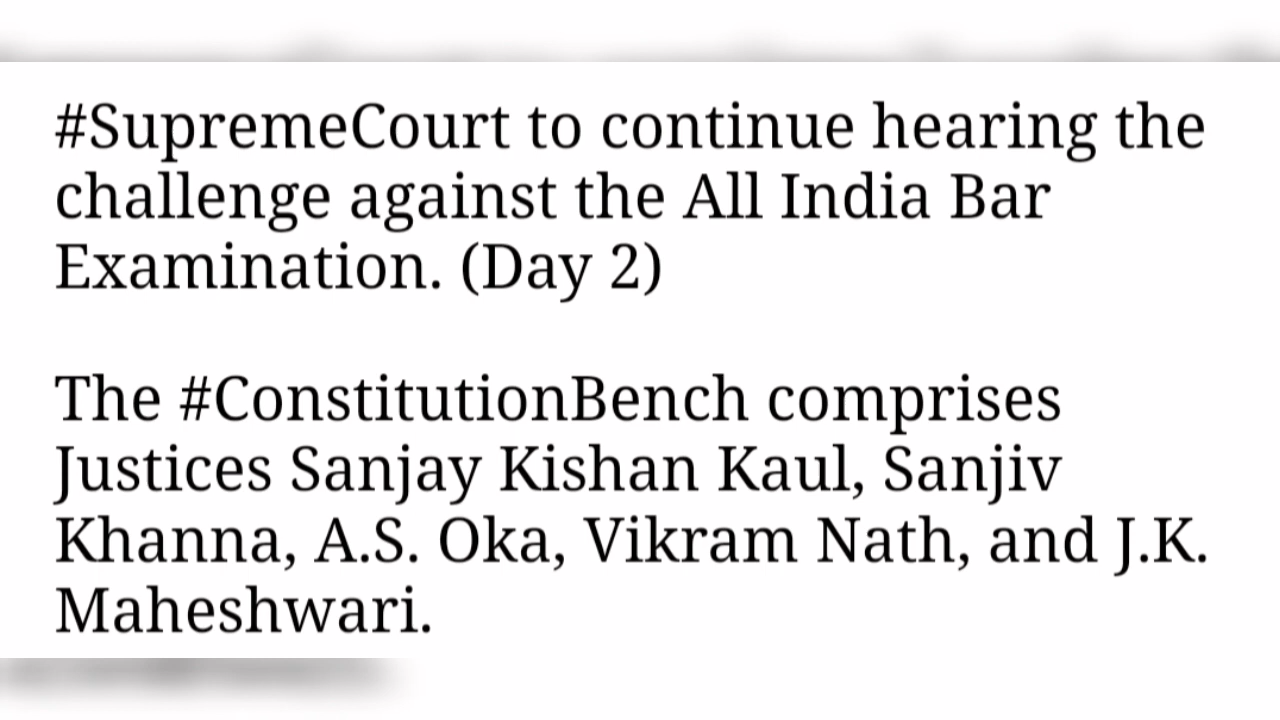 #SupremeCourt to continue hearing the
challenge against the All India Bar
Examination. (Day 2)
The #ConstitutionBench comprises
Justices Sanjay Kishan Kaul, Sanjiv
Khanna, A.S. Oka, Vikram Nath, and J.K.
Maheshwari.